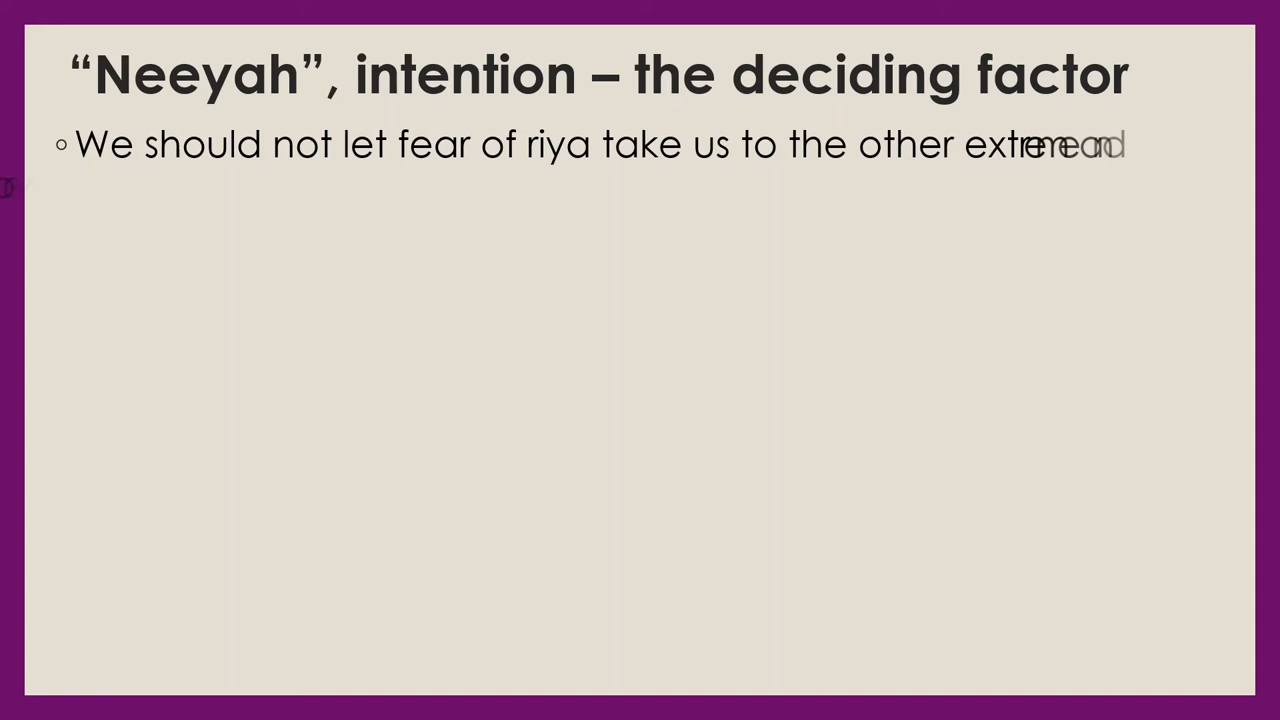 “Neeyah”, intention – the deciding factor
◦We should not let fear of riya take us to the other extreme and